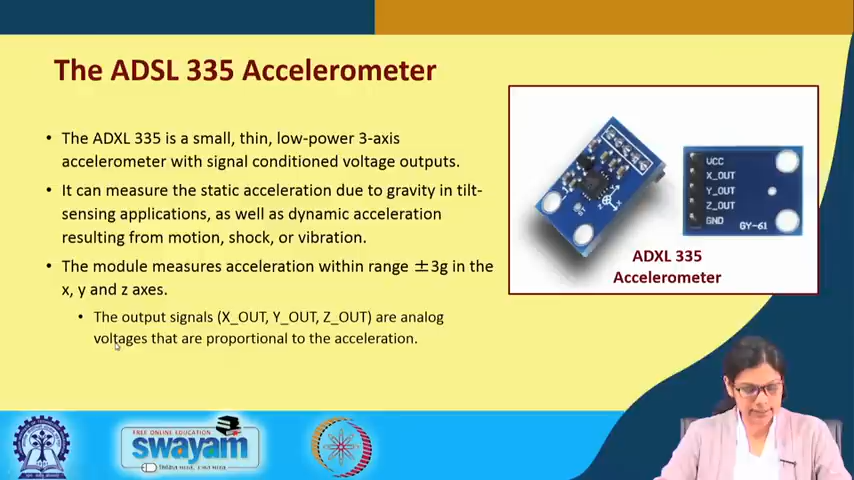 The ADSL 335 Accelerometer
• The ADXL 335 is a small, thin, low-power 3-axis
accelerometer with signal conditioned voltage outputs.
• It can measure the static acceleration due to gravity in tilt-
sensing applications, as well as dynamic acceleration
resulting from motion, shock, or vibration.
• The module measures acceleration within range ±3g in the
x, y and z axes.
• The output signals (X_OUT, Y_OUT, Z_OUT) are analog
voltages that are proportional to the acceleration.
VCC
X_OUT
Y_OUT
Z_OUT
GND
GY-61
ADXL 335
Accelerometer
FREE ONLINE EDUCATION
swayam